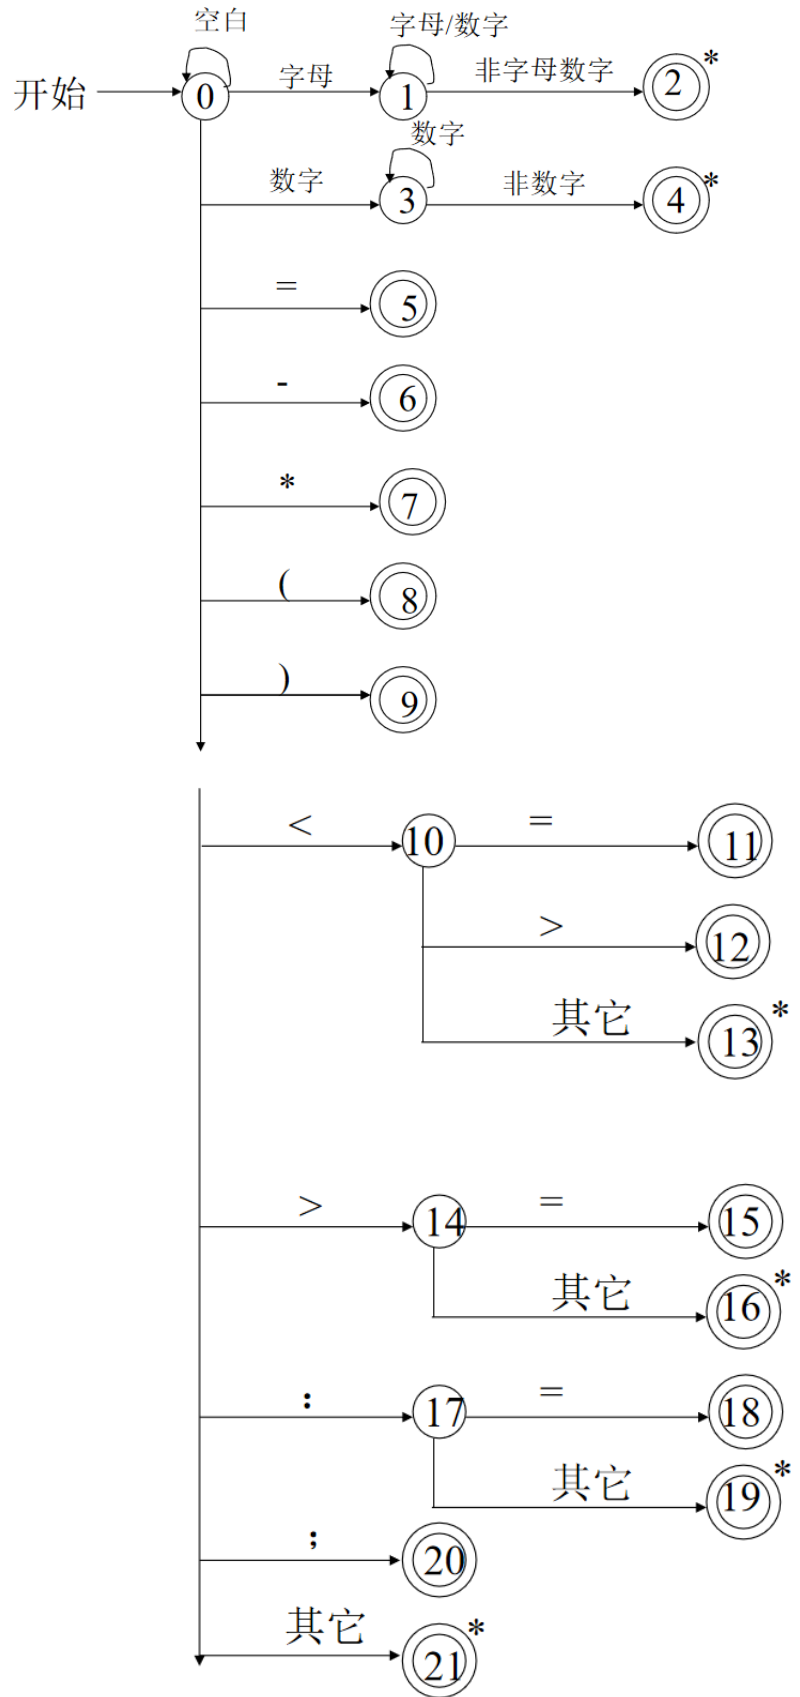 空白
字母/数字
开始 0 字母 1 非字母数字 2 *
数字
数字 3 非数字 4 *
= 5
- 6
* 7
( 8
) 9
< 10 = 11
> 12
其它 13 *
> 14 = 15
其它 16 *
: 17 = 18
其它 19 *
; 20
其它 21 *